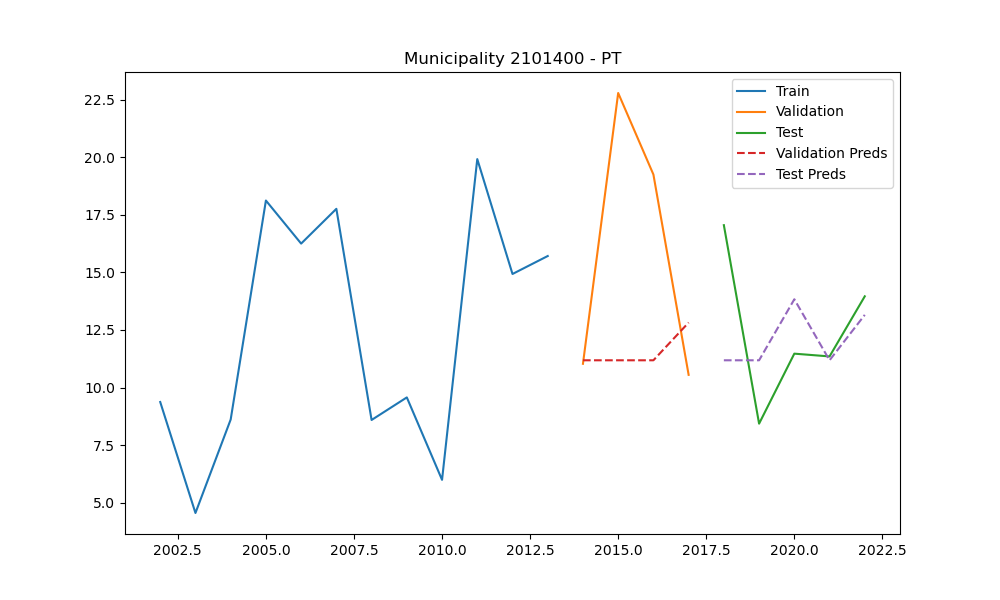 Municipality 2101400 - PT
22.5
20.0
17.5
15.0
12.5
10.0
7.5
5.0
Train
Validation
Test
Validation Preds
Test Preds
2002.5 2005.0 2007.5 2010.0 2012.5 2015.0 2017.5 2020.0 2022.5